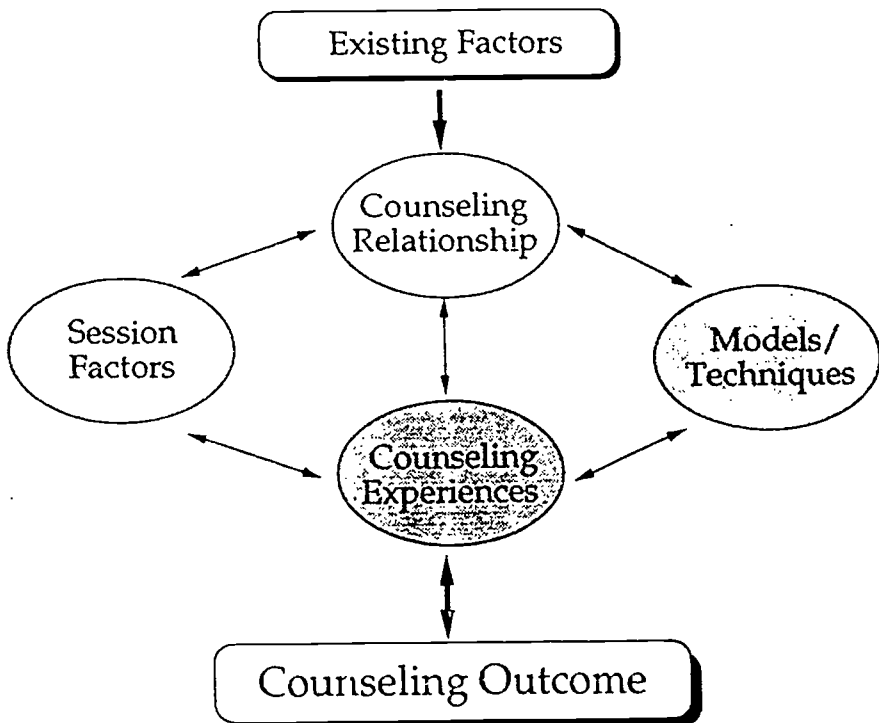 Existing Factors
Counseling
Relationship
Session
Factors
Models/
Techniques
Counseling
Experiences
Counseling Outcome